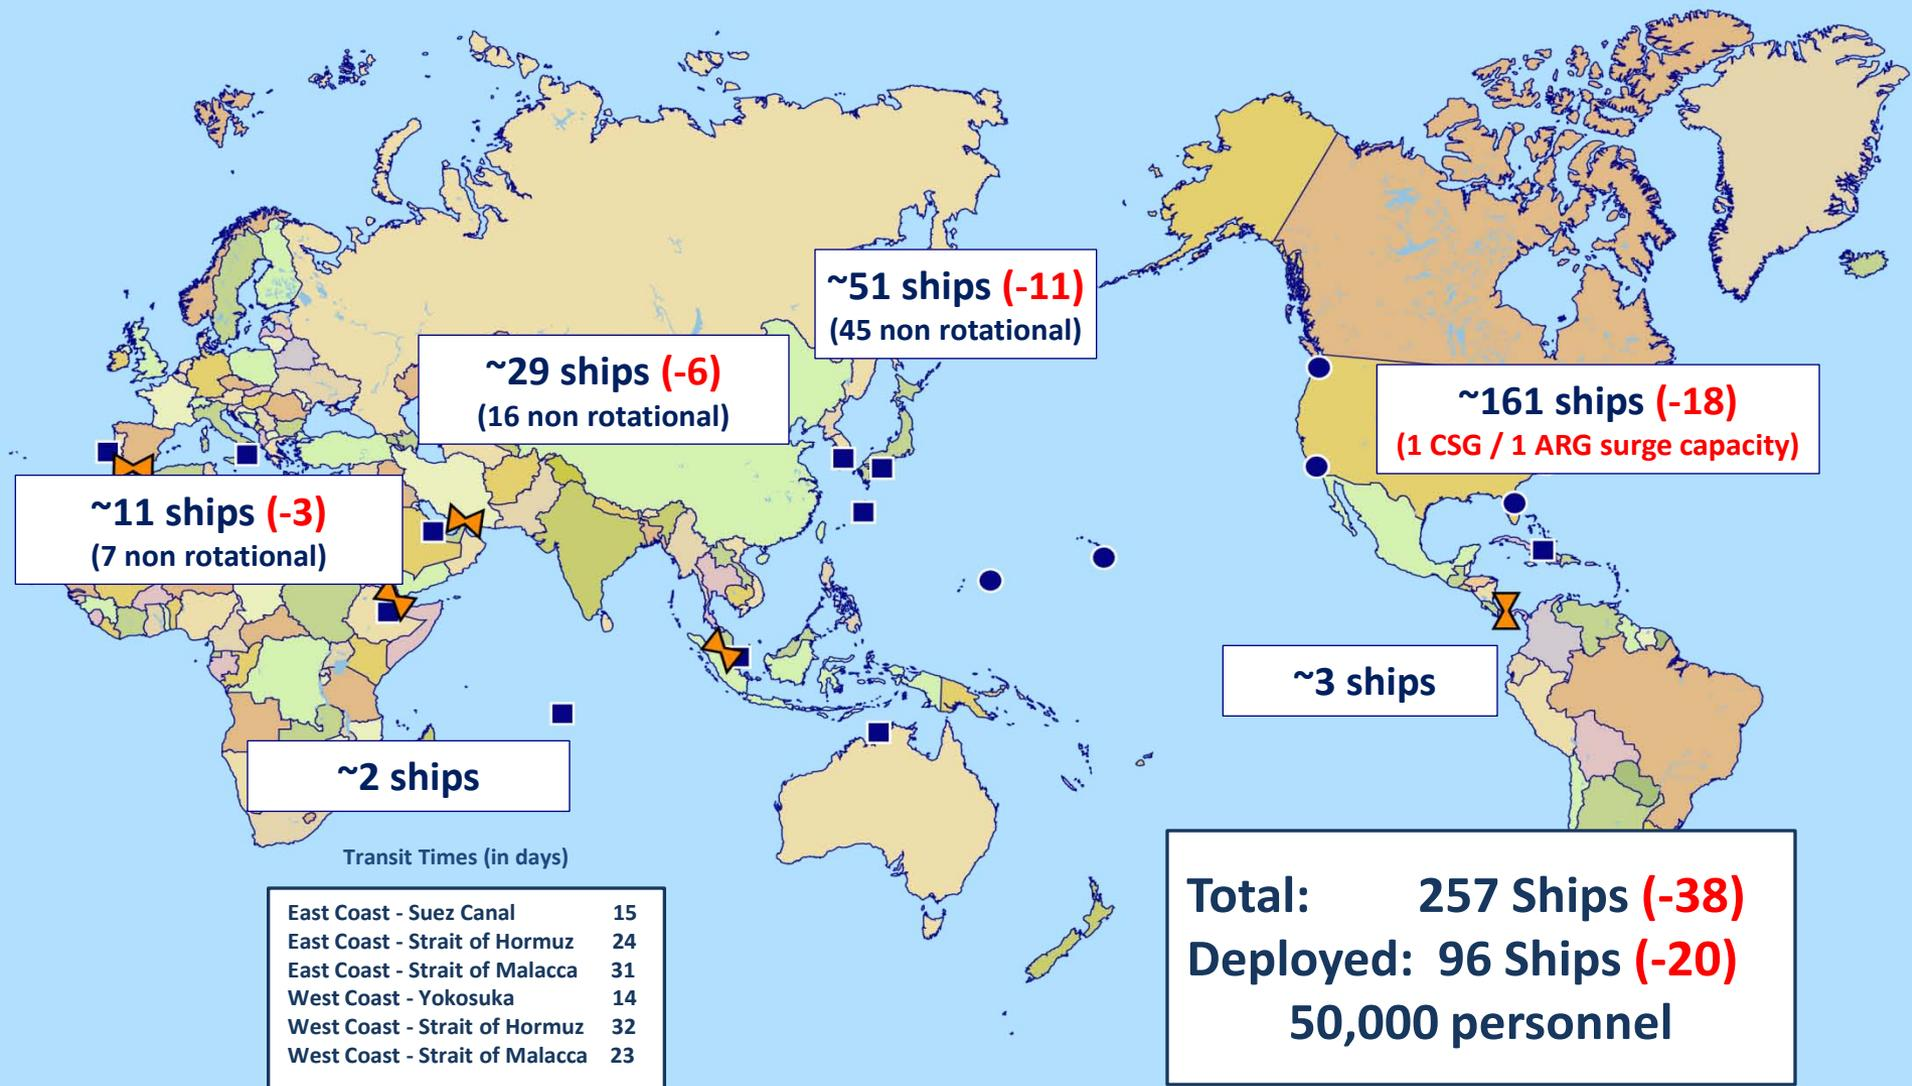 ~51 ships (-11)
(45 non rotational)
~29 ships (-6)
(16 non rotational)
~161 ships (-18)
(1 CSG / 1 ARG surge capacity)
~11 ships (-3)
(7 non rotational)
~3 ships
~2 ships
Transit Times (in days)
East Coast - Suez Canal 15
East Coast - Strait of Hormuz 24
East Coast - Strait of Malacca 31
West Coast - Yokosuka 14
West Coast - Strait of Hormuz 32
West Coast - Strait of Malacca 23
Total: 257 Ships (-38)
Deployed: 96 Ships (-20)
50,000 personnel